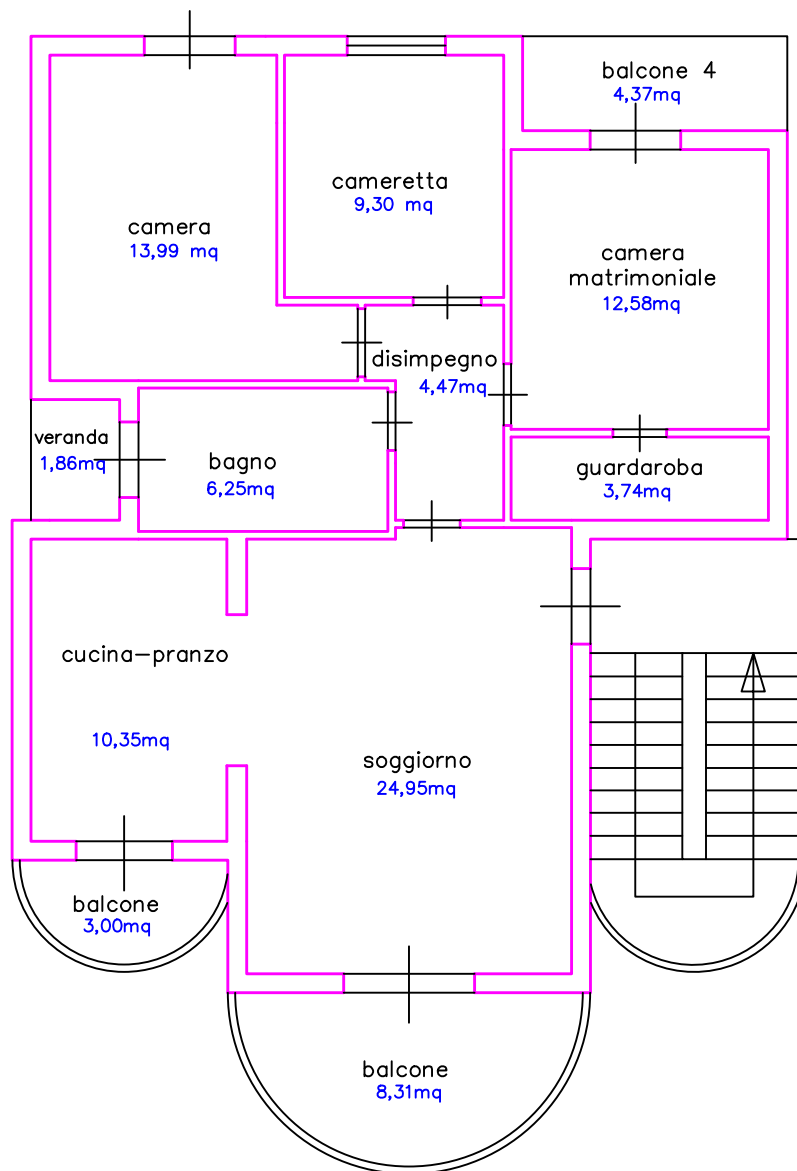 balcone 4
4,37mq
cameretta
9,30 mq
camera
13,99 mq
camera
matrimoniale
12,58mq
disimpegno
4,47mq
veranda
1,86mq
bagno
6,25mq
guardaroba
3,74mq
cucina-pranzo
10,35mq
soggiorno
24,95mq
balcone
3,00mq
balcone
8,31mq